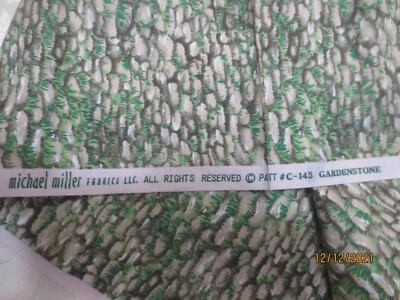 michael miller FABRICS LLC. ALL RIGHTS RESERVED © PATT #C-145 GARDENSTONE
12/12/2021